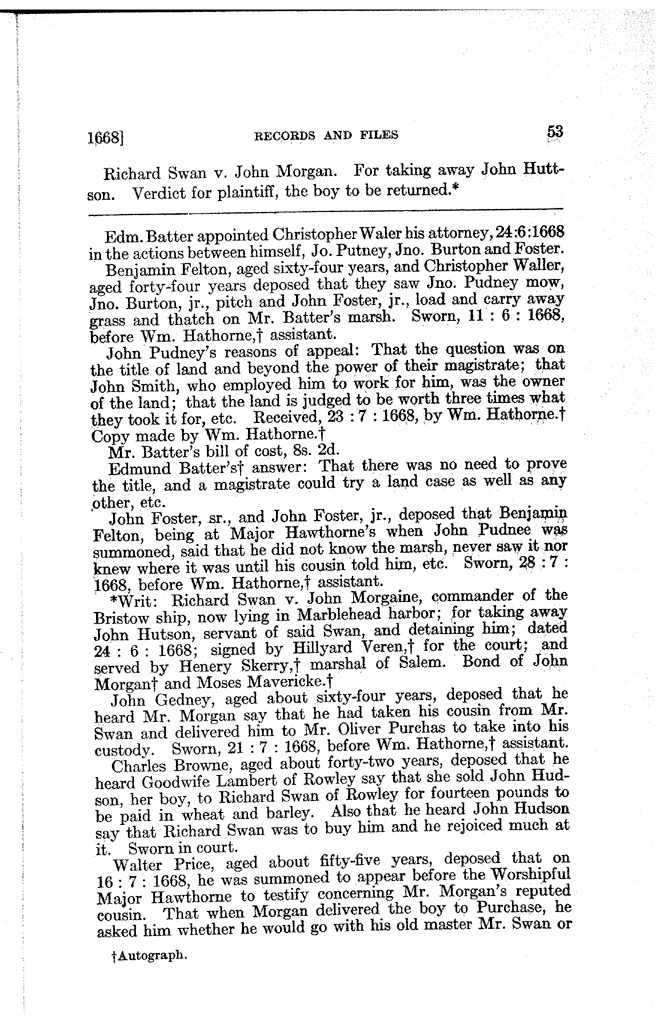 1668] RECORDS AND FILES 53
Richard Swan v. John Morgan. For taking away John Hutt-
son. Verdict for plaintiff, the boy to be returned.*
Edm. Batter appointed Christopher Waler his attorney, 24:6:1668
in the actions between himself, Jo. Putney, Jno. Burton and Foster.
Benjamin Felton, aged sixty-four years, and Christopher Waller,
aged forty-four years deposed that they saw Jno. Pudney mow,
Jno. Burton, jr., pitch and John Foster, jr., load and carry away
grass and thatch on Mr. Batter's marsh. Sworn, 11 : 6 : 1668,
before Wm. Hathorne,† assistant.
John Pudney's reasons of appeal: That the question was on
the title of land and beyond the power of their magistrate; that
John Smith, who employed him to work for him, was the owner
of the land; that the land is judged to be worth three times what
they took it for, etc. Received, 23 : 7 : 1668, by Wm. Hathorne.†
Copy made by Wm. Hathorne.†
Mr. Batter's bill of cost, 8s. 2d.
Edmund Batter's† answer: That there was no need to prove
the title, and a magistrate could try a land case as well as any
other, etc.
John Foster, sr., and John Foster, jr., deposed that Benjamin
Felton, being at Major Hawthorne's when John Pudnee was
summoned, said that he did not know the marsh, never saw it nor
knew where it was until his cousin told him, etc. Sworn, 28 : 7 :
1668, before Wm. Hathorne,† assistant.
*Writ: Richard Swan v. John Morgaine, commander of the
Bristow ship, now lying in Marblehead harbor; for taking away
John Hutson, servant of said Swan, and detaining him; dated
24 : 6 : 1668; signed by Hillyard Veren,† for the court; and
served by Henery Skerry,† marshal of Salem. Bond of John
Morgan† and Moses Mavericke.†
John Gedney, aged about sixty-four years, deposed that he
heard Mr. Morgan say that he had taken his cousin from Mr.
Swan and delivered him to Mr. Oliver Purchas to take into his
custody. Sworn, 21 : 7 : 1668, before Wm. Hathorne,† assistant.
Charles Browne, aged about forty-two years, deposed that he
heard Goodwife Lambert of Rowley say that she sold John Hud-
son, her boy, to Richard Swan of Rowley for fourteen pounds to
be paid in wheat and barley. Also that he heard John Hudson
say that Richard Swan was to buy him and he rejoiced much at
it. Sworn in court.
Walter Price, aged about fifty-five years, deposed that on
16 : 7 : 1668, he was summoned to appear before the Worshipful
Major Hawthorne to testify concerning Mr. Morgan's reputed
cousin. That when Morgan delivered the boy to Purchase, he
asked him whether he would go with his old master Mr. Swan or
†Autograph.